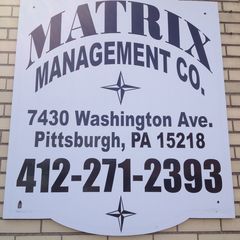 MATRIX
MANAGEMENT CO.
7430 Washington Ave.
Pittsburgh, PA 15218
412-271-2393